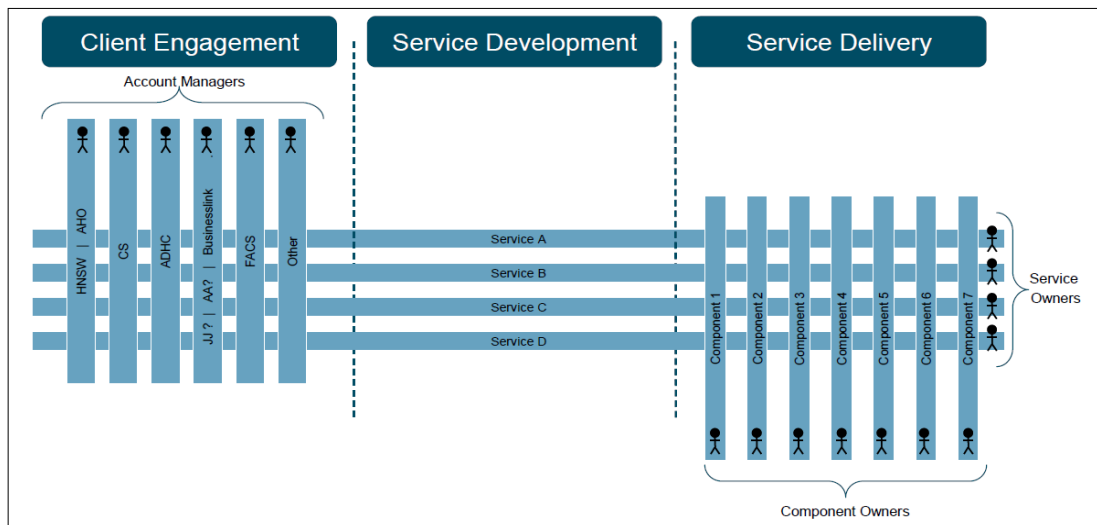 Client Engagement
Service Development
Service Delivery
Account Managers
HNSW | AHO
CS
ADHC
JJ ? | AA? | Businesslink
FACS
Other
Service A
Service B
Service C
Service D
Component 1
Component 2
Component 3
Component 4
Component 5
Component 6
Component 7
Service
Owners
Component Owners